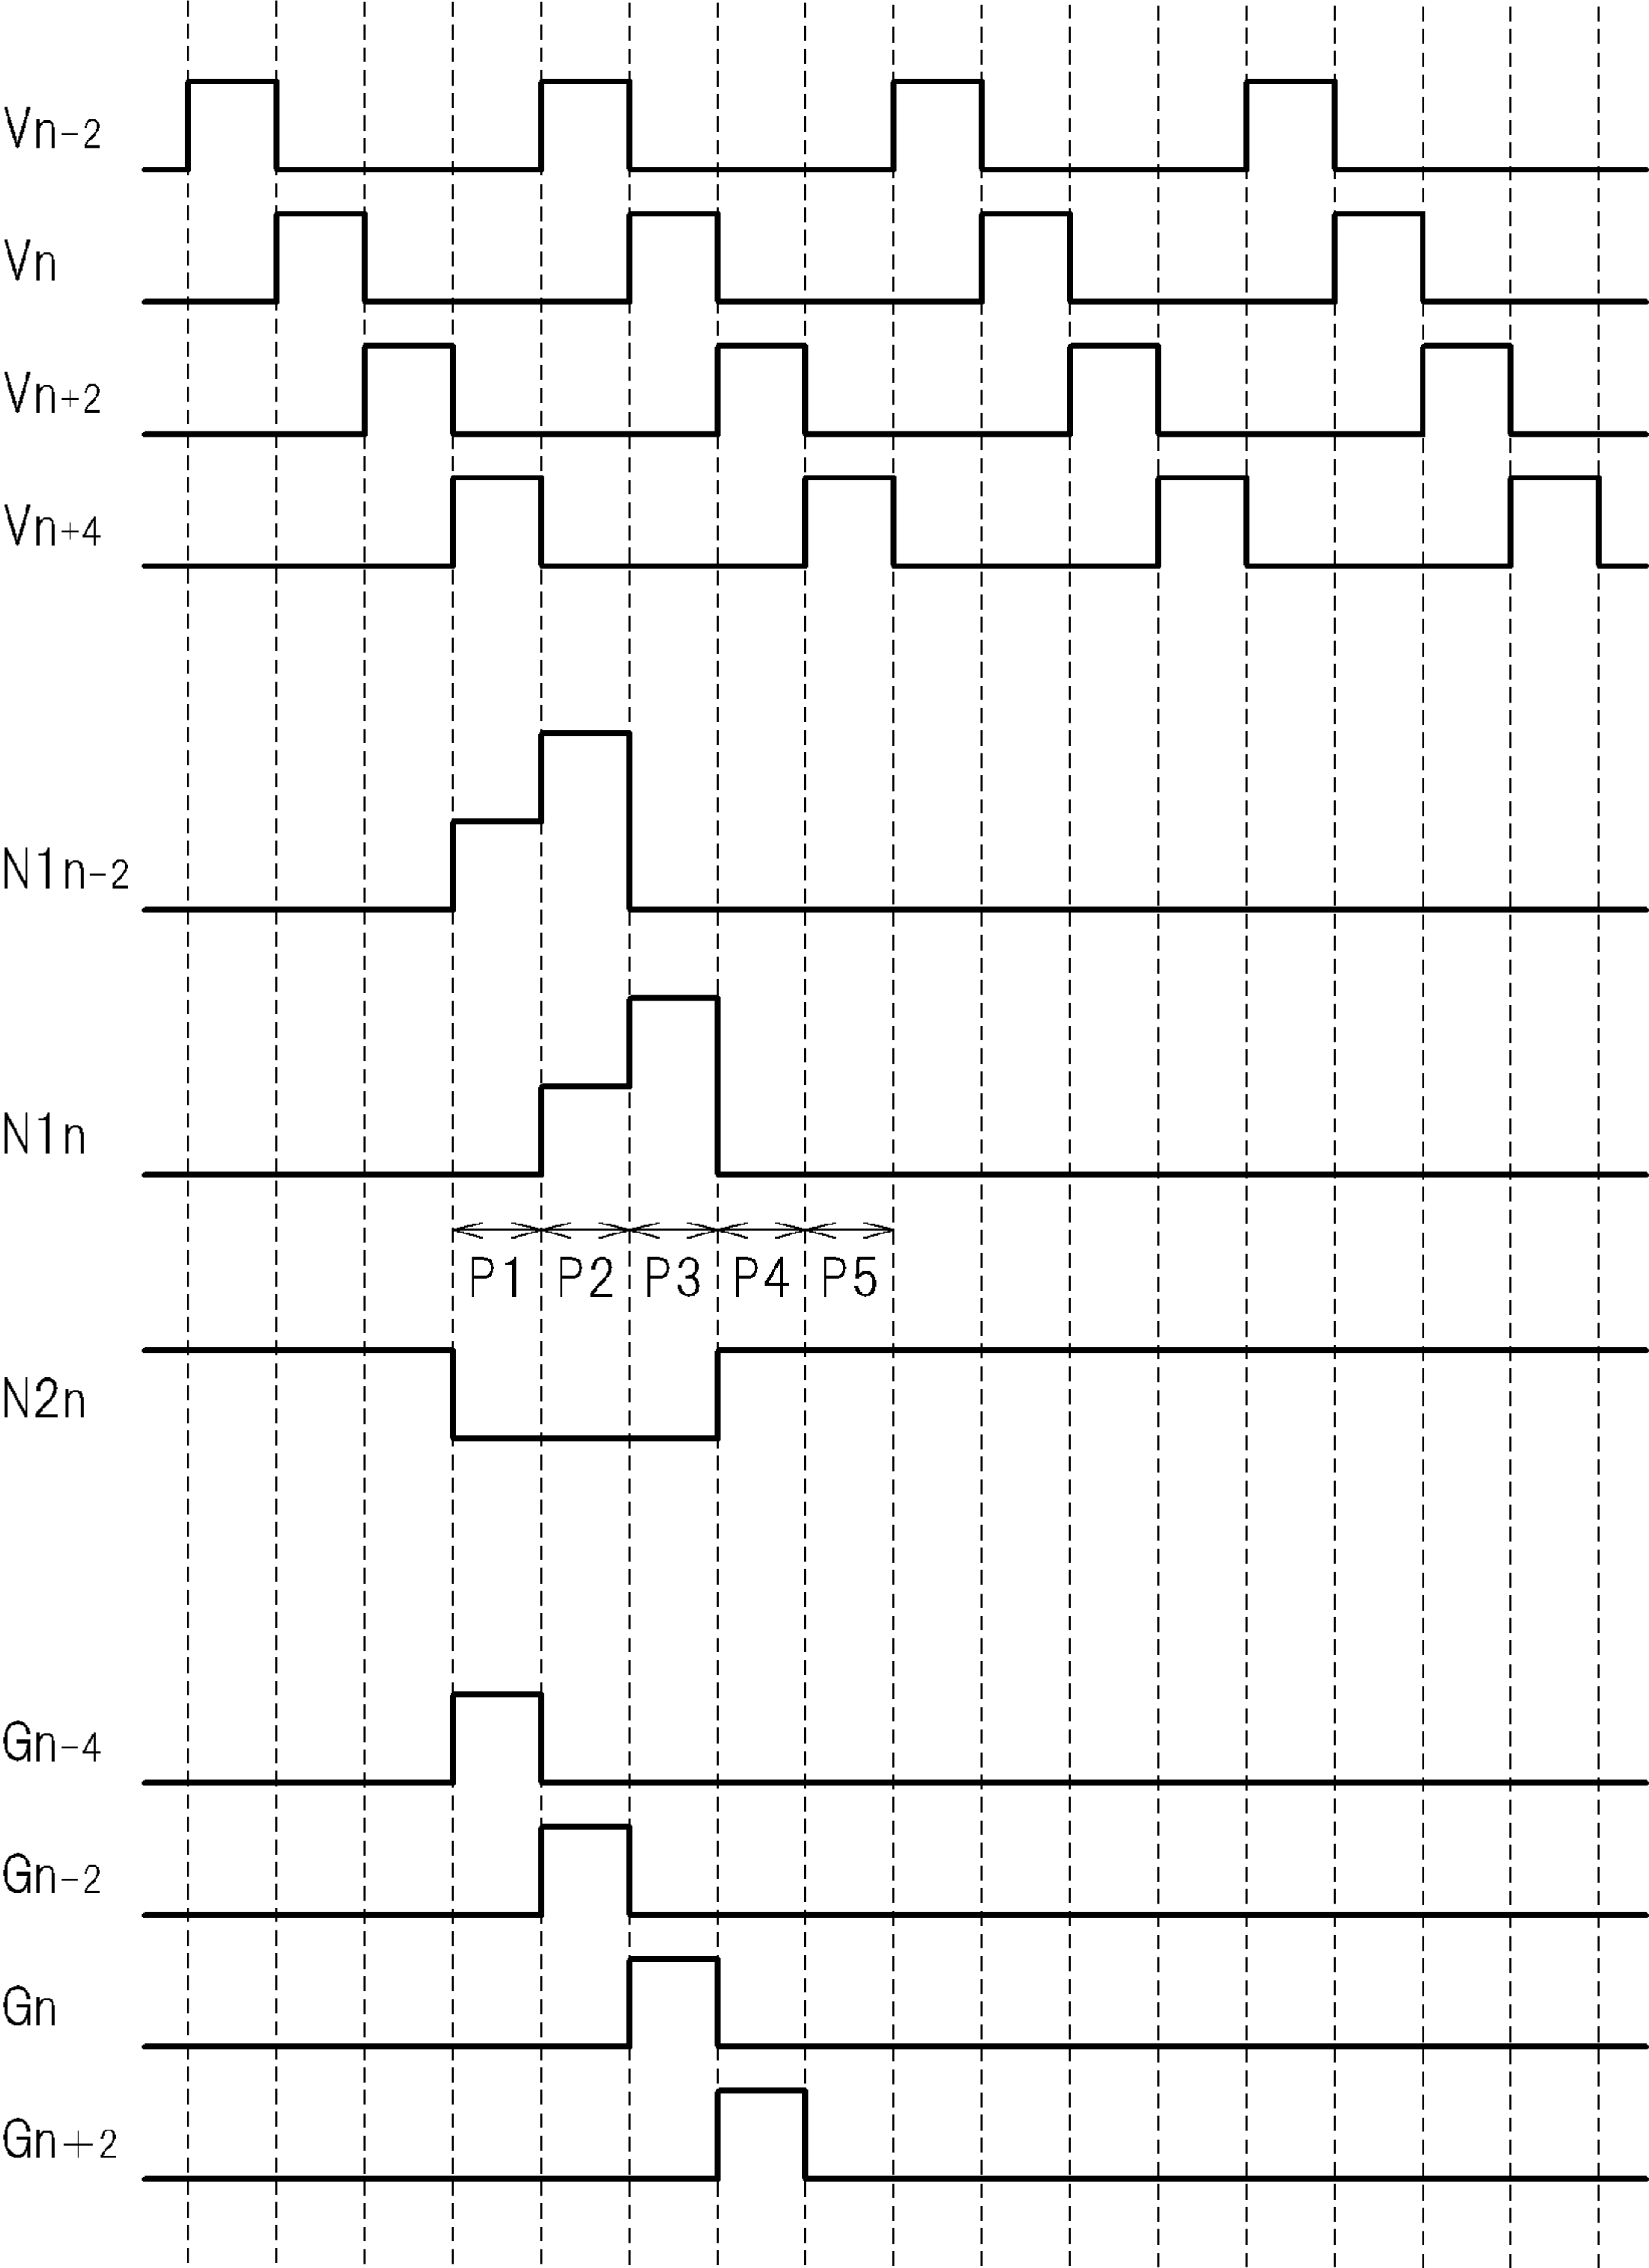 Vn-2
Vn
Vn+2
Vn+4
N1n-2
N1n
P1 P2 P3 P4 P5
N2n
Gn-4
Gn-2
Gn
Gn+2